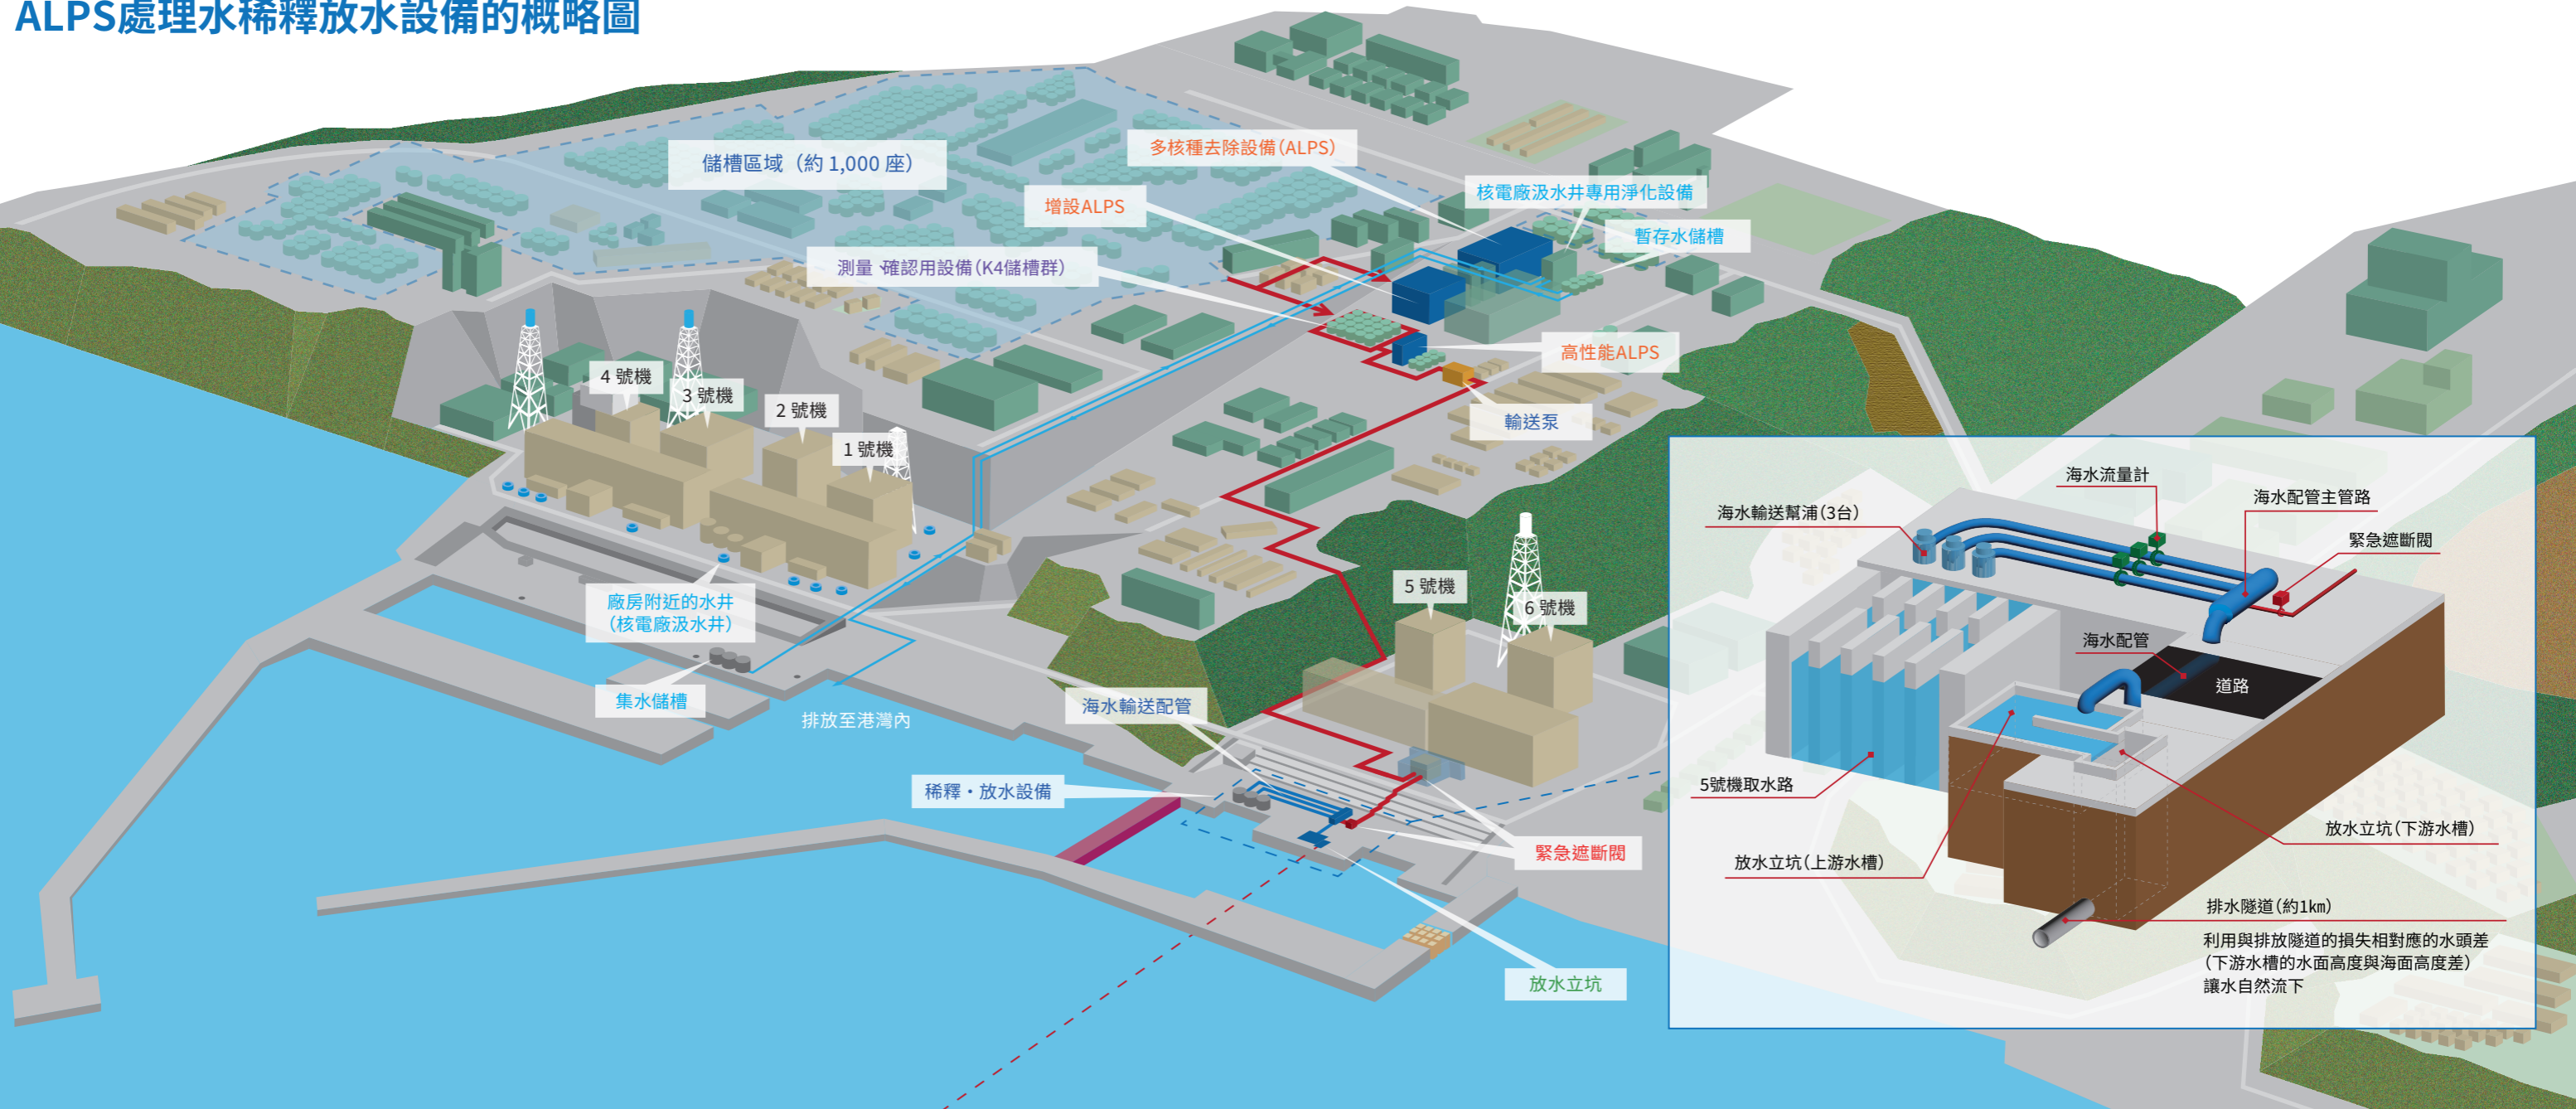 ALPS處理水稀釋放水設備的概略圖
儲槽區域（約 1,000 座）
多核種去除設備（ALPS）
增設ALPS
核電廠汲水井專用淨化設備
暫存水儲槽
測量、確認用設備（K4儲槽群）
高性能ALPS
輸送泵
4 號機
3 號機
2 號機
1 號機
廠房附近的水井
（核電廠汲水井）
集水儲槽
排放至港灣內
5 號機
6 號機
海水輸送配管
稀釋・放水設備
緊急遮斷閥
放水立坑
海水流量計
海水輸送幫浦（3台）
海水配管主管路
緊急遮斷閥
海水配管
道路
5號機取水路
放水立坑（上游水槽）
放水立坑（下游水槽）
排水隧道（約1km）
利用與排放隧道的損失相對應的水頭差
（下游水槽的水面高度與海面高度差）
讓水自然流下